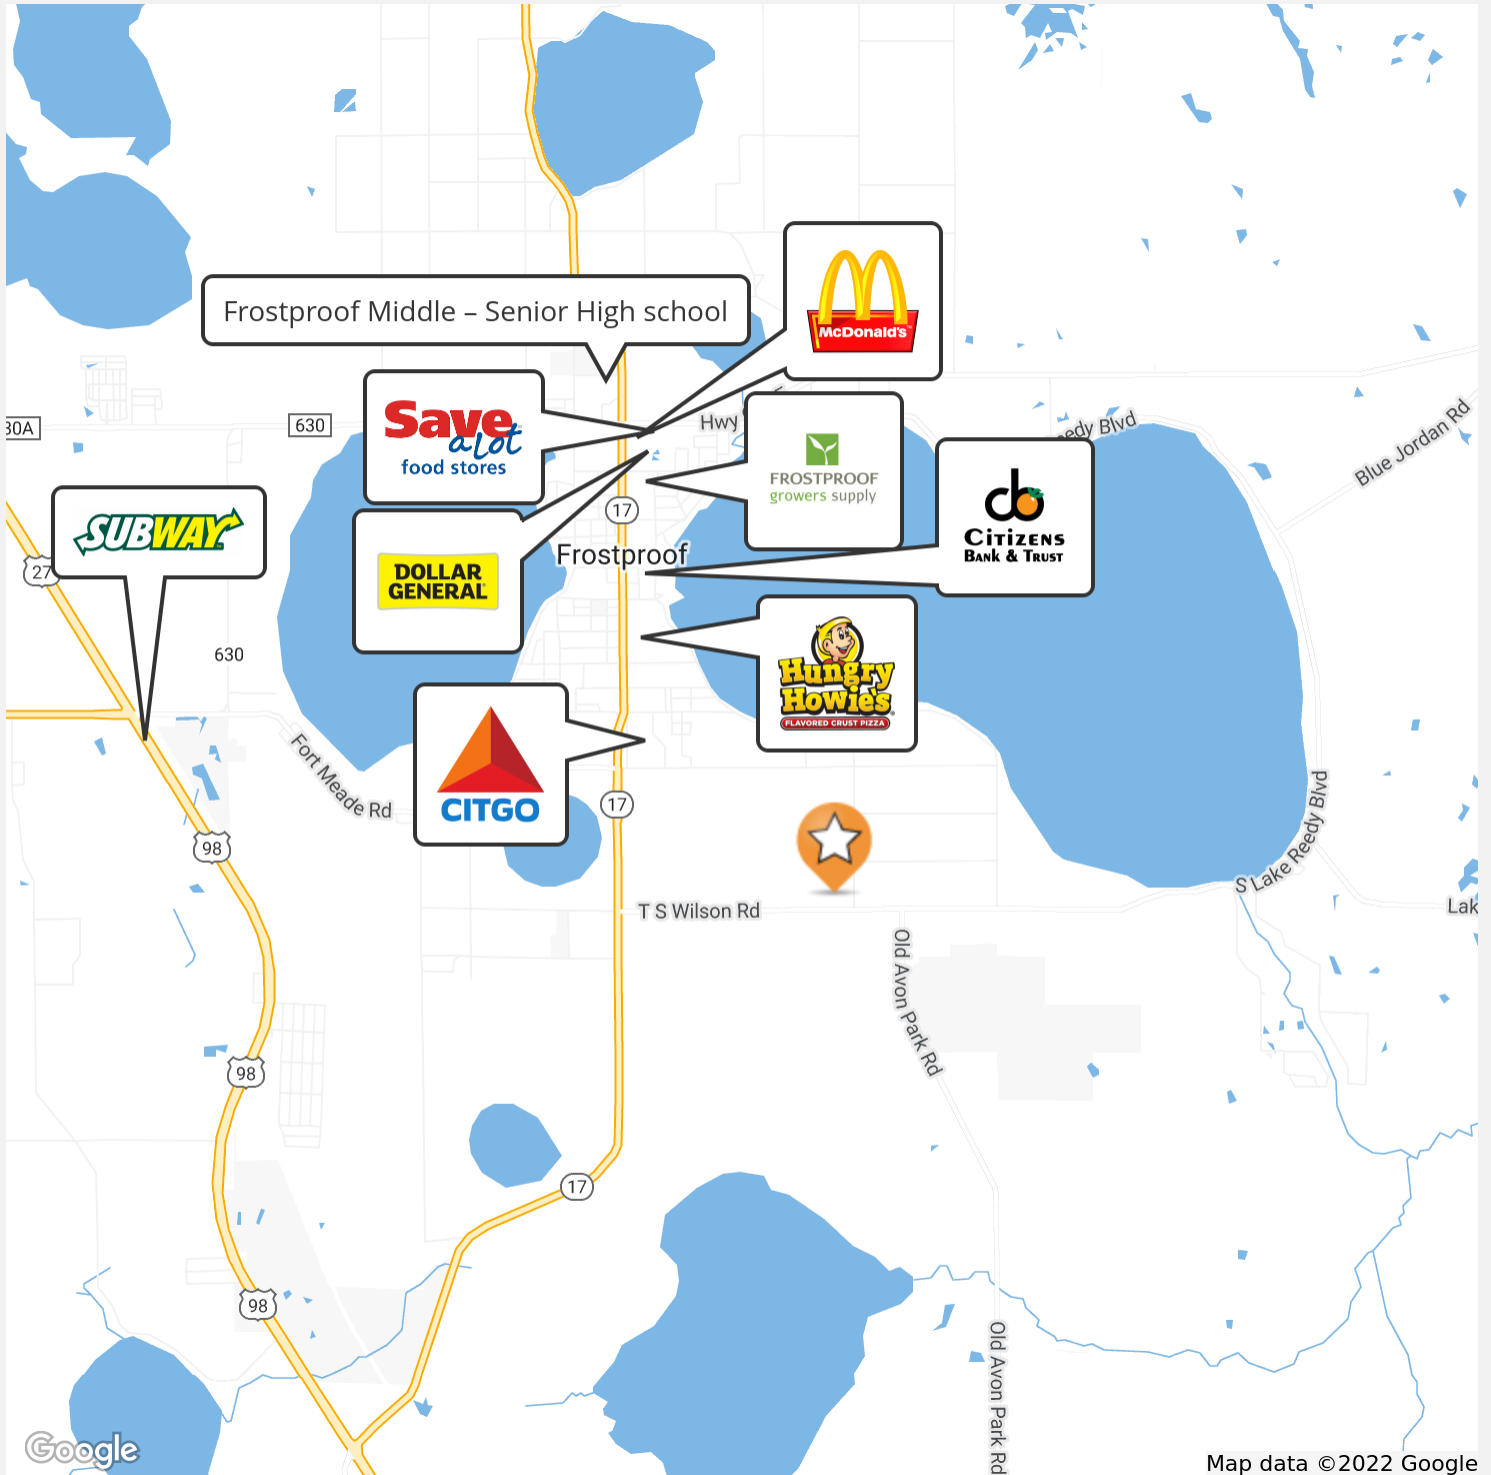 McDonald's
Frostproof Middle – Senior High school
Save
a Lot
food stores
Hwy
30A
630
Blue Jordan Rd
FROSTPROOF
growers supply
SUBWAY
17
Citizens
Bank & Trust
27
Frostproof
DOLLAR
GENERAL
630
Hungry
Howie's
FLAVORED CRUST PIZZA
Fort Meade Rd
CITGO
17
98
S Lake Reedy Blvd
T S Wilson Rd
Lak
Old Avon Park Rd
98
17
98
Old Avon Park Rd
Google
Map data ©2022 Google